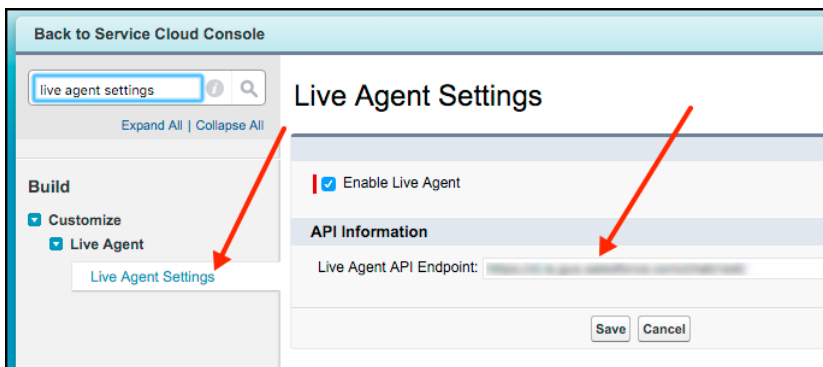 Back to Service Cloud Console
live agent settings
Expand All | Collapse All
Build
Customize
Live Agent
Live Agent Settings
Live Agent Settings
Enable Live Agent
API Information
Live Agent API Endpoint:
Save Cancel